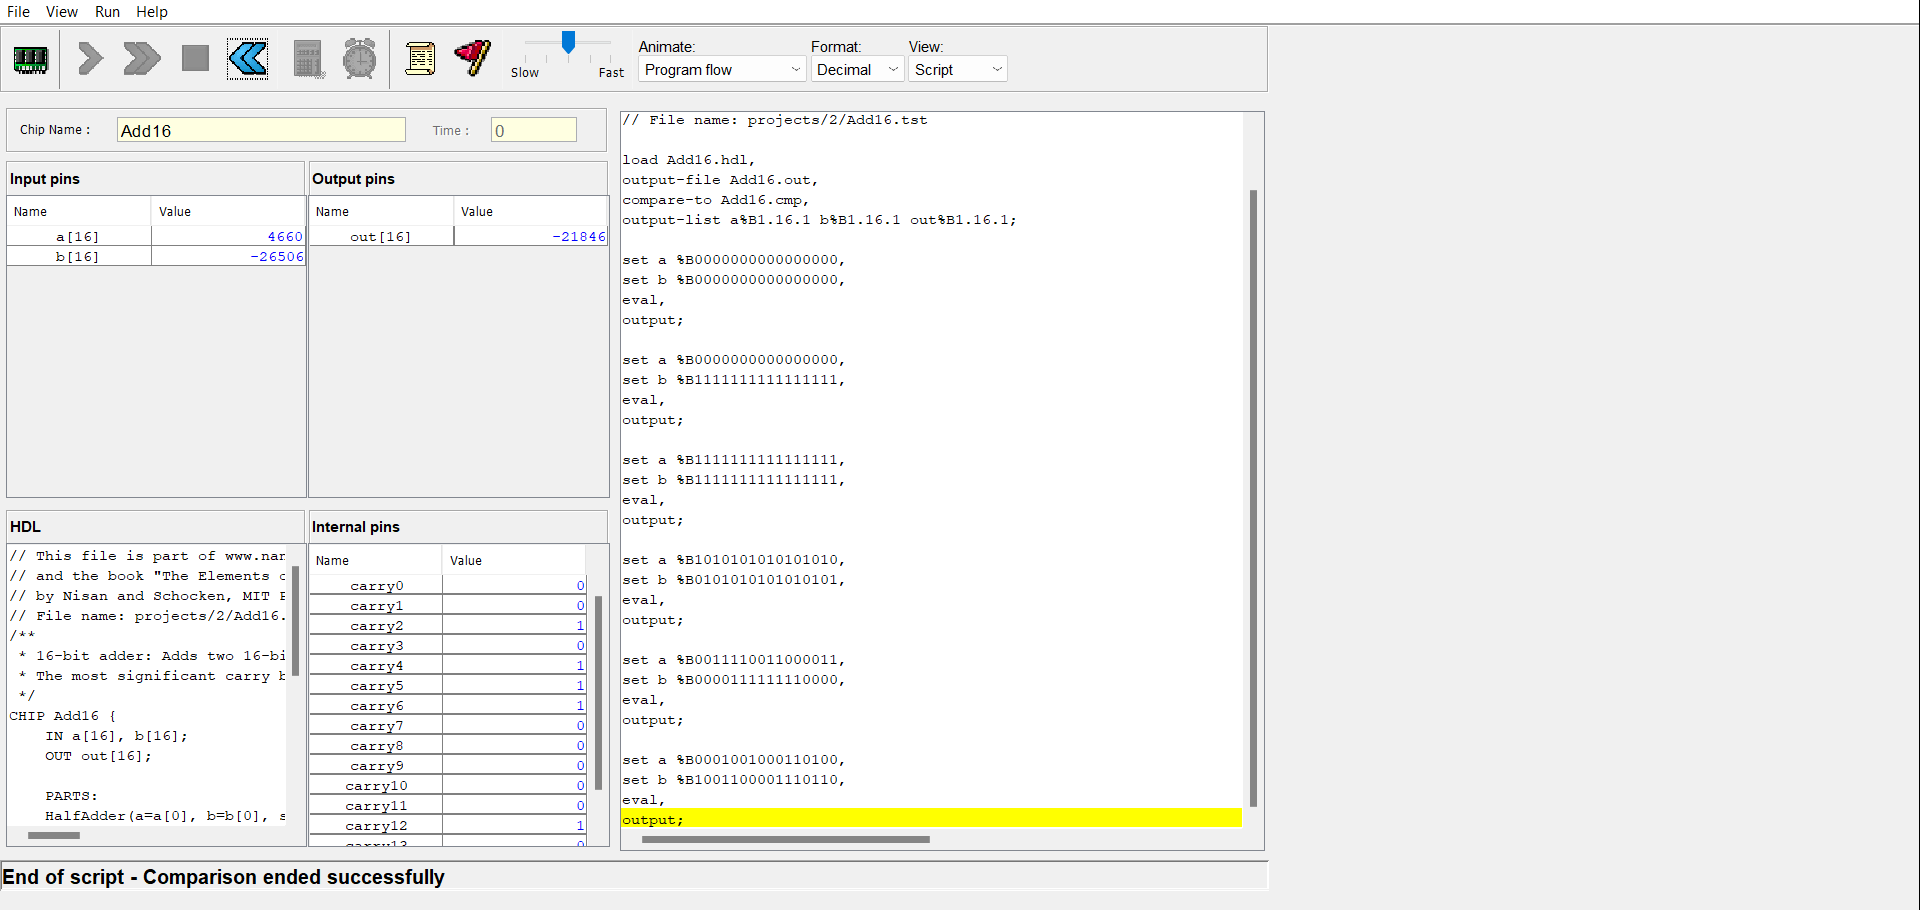 File View Run Help
Slow Fast
Animate: Format: View:
Program flow Decimal Script
Chip Name : Add16 Time : 0
Input pins
Name Value
a[16] 4660
b[16] -26506
Output pins
Name Value
out[16] -21846
HDL
// This file is part of www.nan
// and the book "The Elements o
// by Nisan and Schocken, MIT P
// File name: projects/2/Add16.
/**
* 16-bit adder: Adds two 16-bi
* The most significant carry b
*/
CHIP Add16 {
IN a[16], b[16];
OUT out[16];
PARTS:
HalfAdder(a=a[0], b=b[0], s
Internal pins
Name Value
carry0 0
carry1 0
carry2 1
carry3 0
carry4 1
carry5 1
carry6 1
carry7 0
carry8 0
carry9 0
carry10 0
carry11 0
carry12 1
carry13 0
// File name: projects/2/Add16.tst
load Add16.hdl,
output-file Add16.out,
compare-to Add16.cmp,
output-list a%B1.16.1 b%B1.16.1 out%B1.16.1;
set a %B0000000000000000,
set b %B0000000000000000,
eval,
output;
set a %B0000000000000000,
set b %B1111111111111111,
eval,
output;
set a %B1111111111111111,
set b %B1111111111111111,
eval,
output;
set a %B1010101010101010,
set b %B0101010101010101,
eval,
output;
set a %B0011110011000011,
set b %B0000111111110000,
eval,
output;
set a %B0001001000110100,
set b %B1001100001110110,
eval,
output;
End of script - Comparison ended successfully